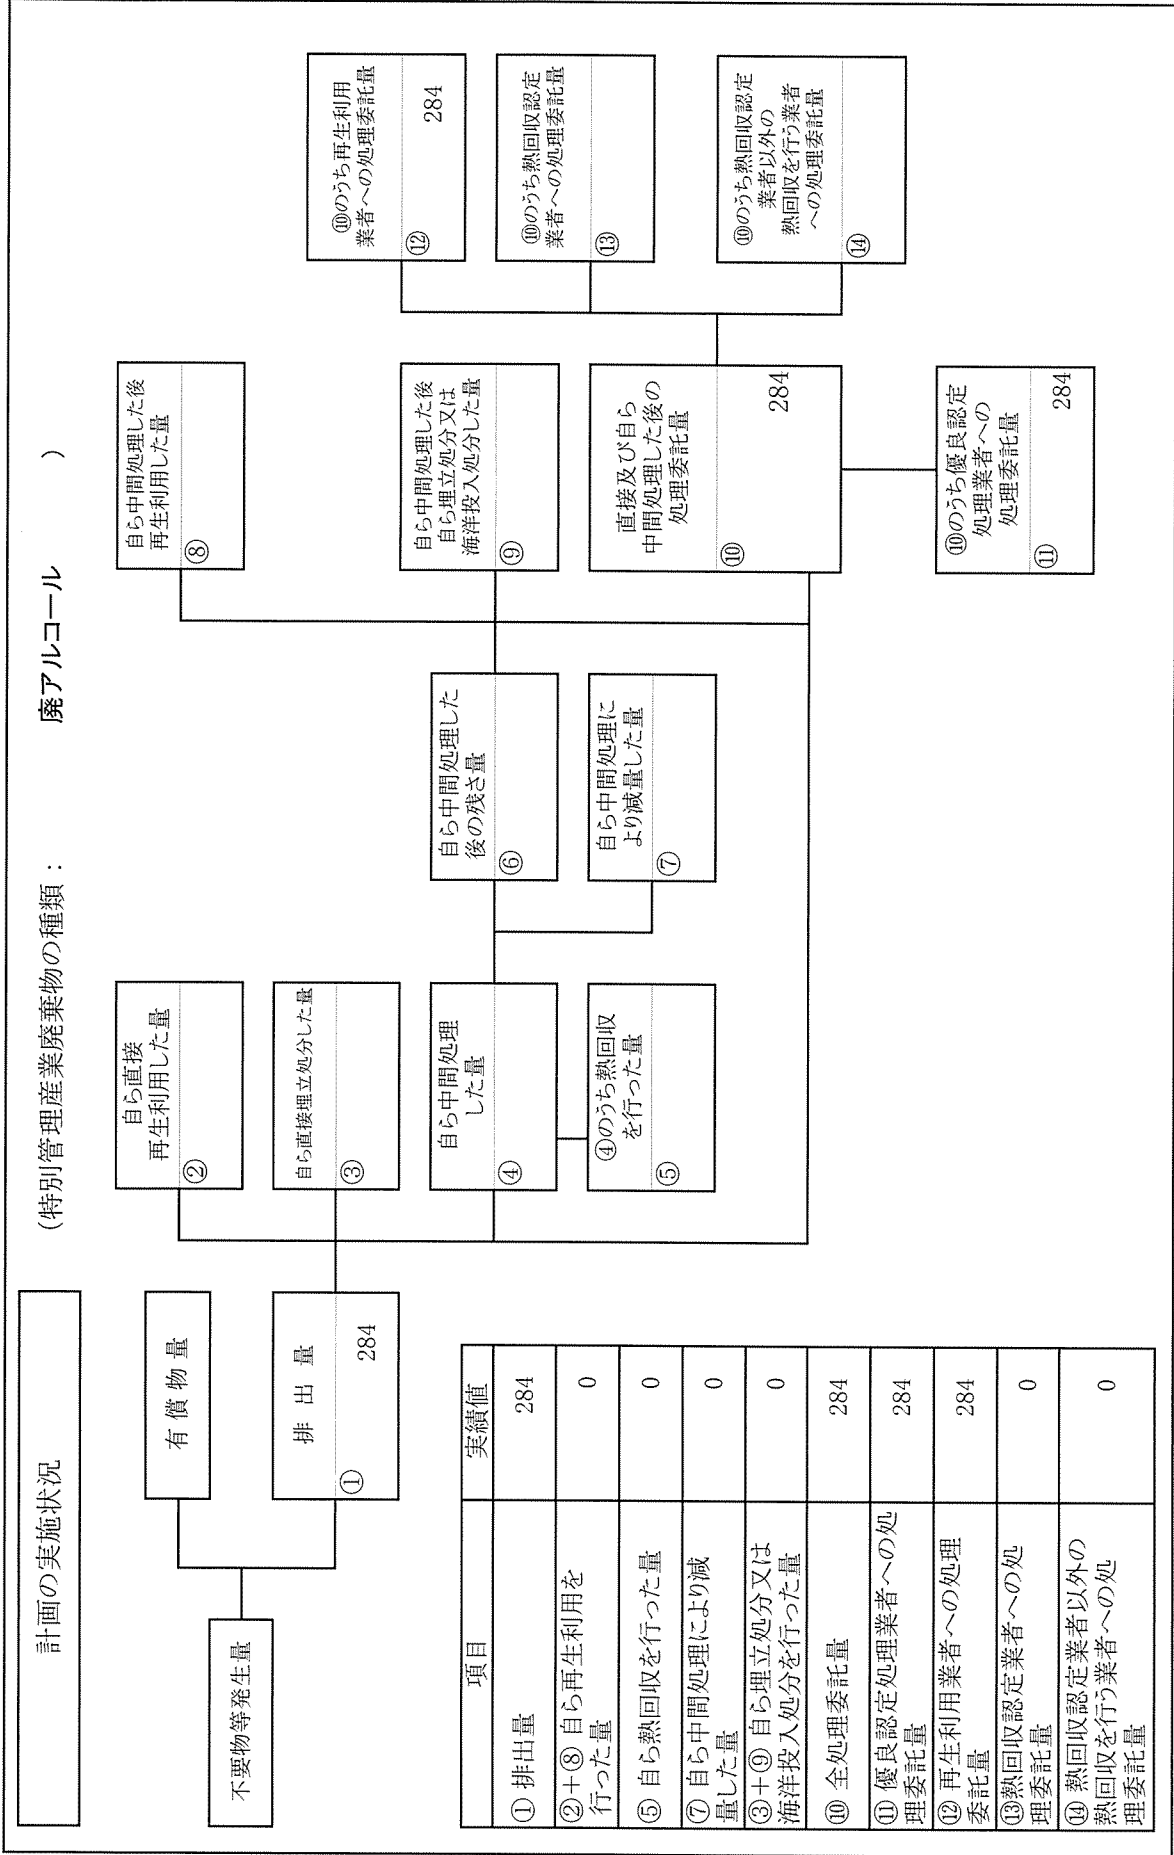 計画の実施状況
(特別管理産業廃棄物の種類： 廃アルコール )
不要物等発生量
有 償 物 量
排 出 量
① 284
自ら直接
再生利用した量
②
自ら直接埋立処分した量
③
自ら中間処理
した量
④
④のうち熱回収
を行った量
⑤
自ら中間処理した
後の残さ量
⑥
自ら中間処理に
より減量した量
⑦
自ら中間処理した後
再生利用した量
⑧
自ら中間処理した後
自ら埋立処分又は
海洋投入処分した量
⑨
直接及び自ら
中間処理した後の
処理委託量
⑩ 284
⑩のうち優良認定
処理業者への
処理委託量
⑪ 284
⑩のうち再生利用
業者への処理委託量
⑫ 284
⑩のうち熱回収認定
業者への処理委託量
⑬
⑩のうち熱回収認定
業者以外の
熱回収を行う業者
への処理委託量
⑭
項目 実績値
① 排出量 284
②＋⑧ 自ら再生利用を
行った量 0
⑤ 自ら熱回収を行った量 0
⑦ 自ら中間処理により減
量した量 0
③＋⑨ 自ら埋立処分又は
海洋投入処分を行った量 0
⑩ 全処理委託量 284
⑪ 優良認定処理業者への処
理委託量 284
⑫ 再生利用業者への処理
委託量 284
⑬熱回収認定業者への処
理委託量 0
⑭ 熱回収認定業者以外の
熱回収を行う業者への処
理委託量 0